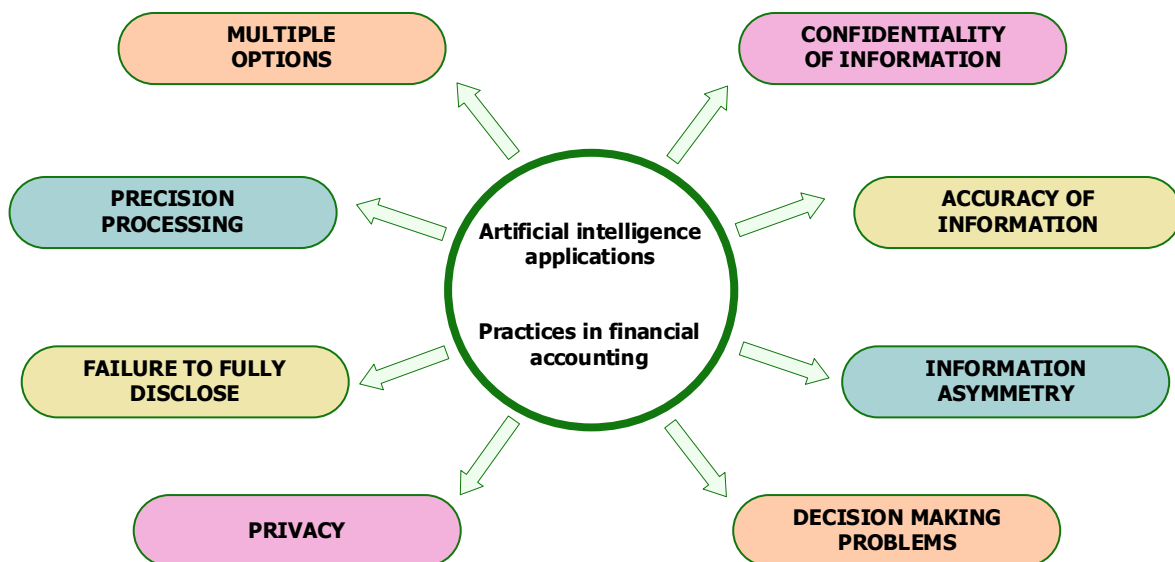 MULTIPLE
OPTIONS
CONFIDENTIALITY
OF INFORMATION
PRECISION
PROCESSING
ACCURACY OF
INFORMATION
Artificial intelligence
applications
Practices in financial
accounting
FAILURE TO FULLY
DISCLOSE
INFORMATION
ASYMMETRY
PRIVACY
DECISION MAKING
PROBLEMS